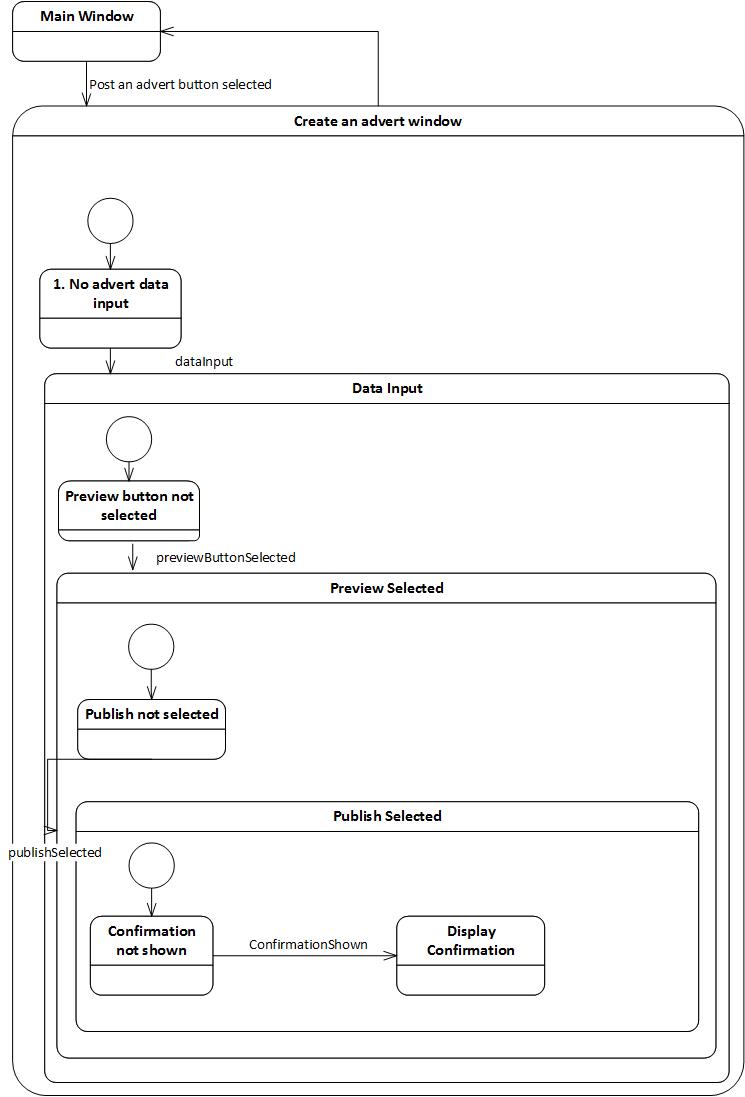 Main Window
Post an advert button selected
Create an advert window
1. No advert data
input
dataInput
Data Input
Preview button not
selected
previewButtonSelected
Preview Selected
Publish not selected
Publish Selected
publishSelected
Confirmation
not shown
ConfirmationShown
Display
Confirmation